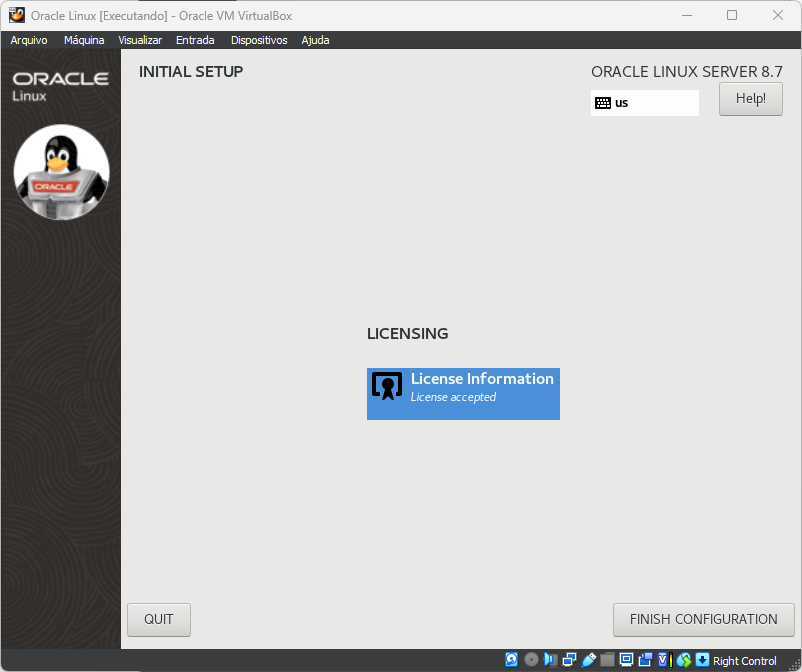 Oracle Linux [Executando] - Oracle VM VirtualBox
Arquivo Máquina Visualizar Entrada Dispositivos Ajuda
ORACLE
Linux
ORACLE
INITIAL SETUP
ORACLE LINUX SERVER 8.7
us
Help!
LICENSING
License Information
License accepted
QUIT
FINISH CONFIGURATION
Right Control